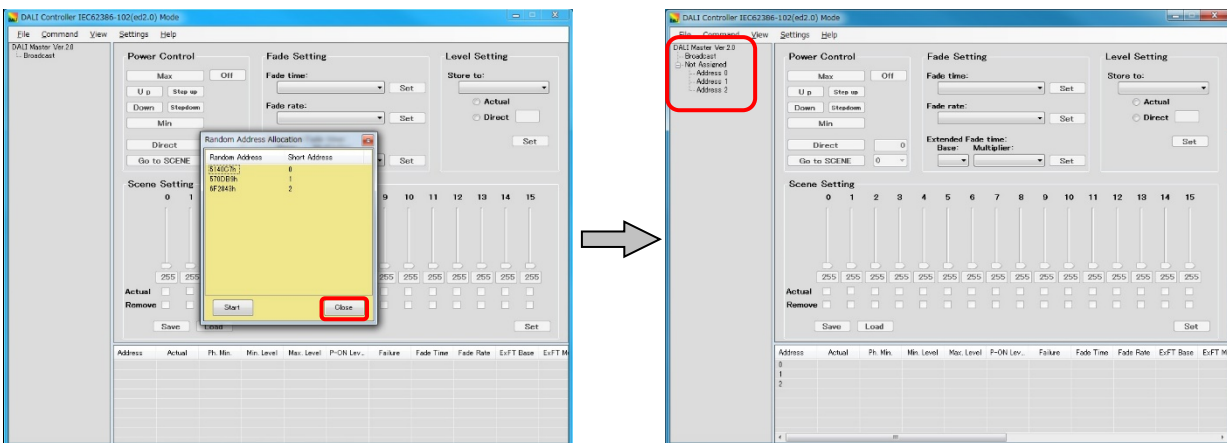 DALI Controller IEC62386-102(ed2.0) Mode
File Command View Settings Help
DALI Master Ver.2.0
Broadcast
Power Control
Max Off
Up Step up
Down Stepdown
Min
Direct
Go to SCENE
Fade Setting
Fade time:
Set
Fade rate:
Set
Set
Level Setting
Store to:
Actual
Direct
Set
Random Address Allocation
Random Address Short Address
5149C7h 0
570DB9h 1
6F2843h 2
Start Close
Scene Setting
0 1 9 10 11 12 13 14 15
255 255 255 255 255 255 255 255 255
Actual
Remove
Save Load Set
Address Actual Ph. Min. Min. Level Max. Level P-ON Lev... Failure Fade Time Fade Rate ExFT Base ExFT M
DALI Controller IEC62386-102(ed2.0) Mode
File Command View Settings Help
DALI Master Ver 2.0
Broadcast
Not Assigned
Address 0
Address 1
Address 2
Power Control
Max Off
Up Step up
Down Stepdown
Min
Direct 0
Go to SCENE 0
Fade Setting
Fade time:
Set
Fade rate:
Set
Extended Fade time:
Base: Multiplier:
Set
Level Setting
Store to:
Actual
Direct
Set
Scene Setting
0 1 2 3 4 5 6 7 8 9 10 11 12 13 14 15
255 255 255 255 255 255 255 255 255 255 255 255 255 255 255 255
Actual
Remove
Save Load Set
Address Actual Ph. Min. Min. Level Max. Level P-ON Lev... Failure Fade Time Fade Rate ExFT Base ExFT M
0
1
2